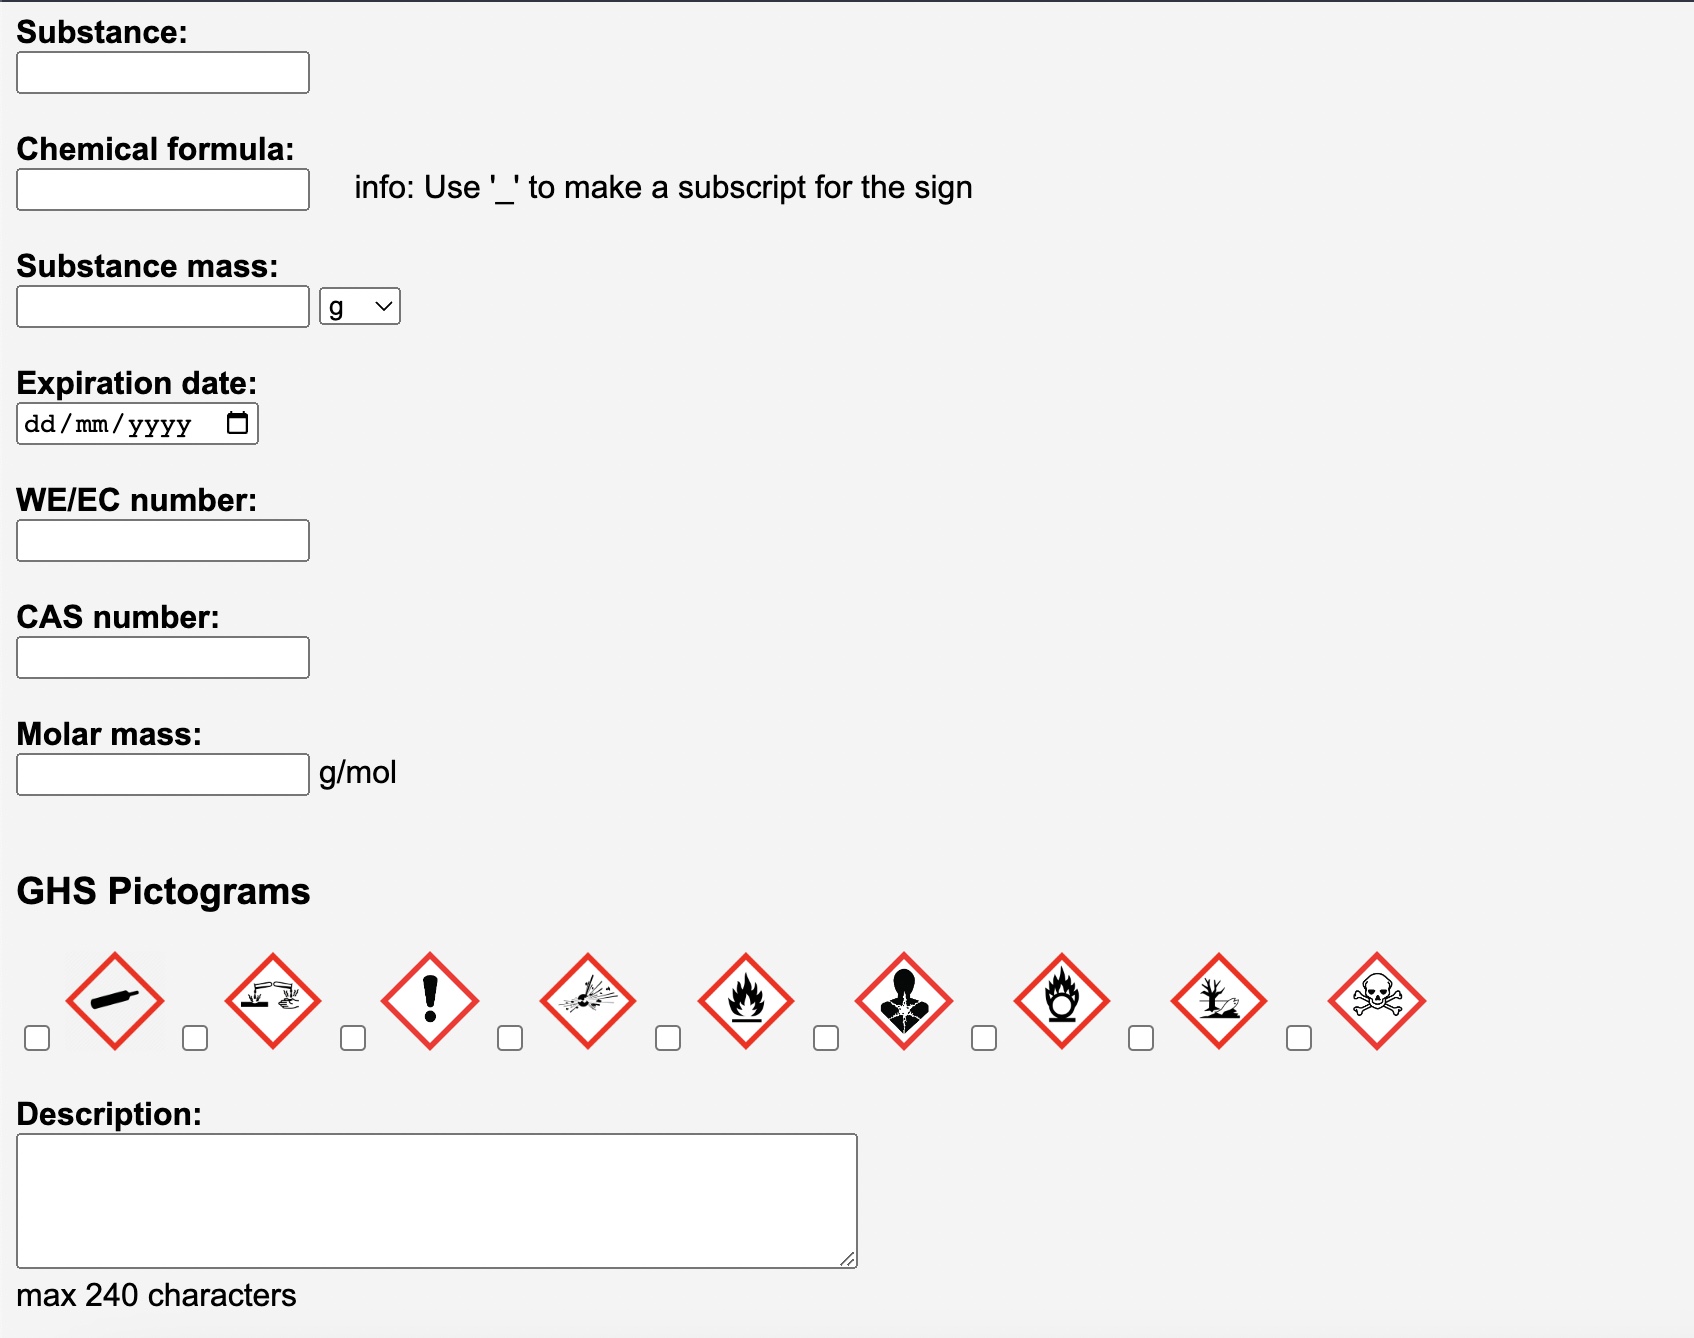 Substance:
Chemical formula:
info: Use '_' to make a subscript for the sign
Substance mass:
g
Expiration date:
dd/mm/yyyy
WE/EC number:
CAS number:
Molar mass:
g/mol
GHS Pictograms
Description:
max 240 characters